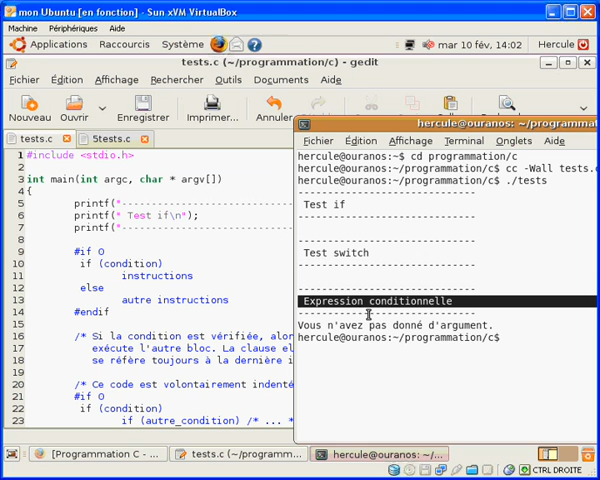 mon Ubuntu [en fonction] - Sun xVM VirtualBox
Machine Périphériques Aide
Applications Raccourcis Système mar 10 fév, 14:02 Hercule
tests.c (~/programmation/c) - gedit
Fichier Édition Affichage Rechercher Outils Documents Aide
Nouveau Ouvrir Enregistrer Imprimer... Annuler
tests.c 5tests.c
1 #include <stdio.h>
2
3 int main(int argc, char * argv[])
4 {
5 printf("--------------------
6 printf(" Test if\n");
7 printf("--------------------
8
9 #if 0
10 if (condition)
11 instructions
12 else
13 autre instructions
14 #endif
15
16 /* Si la condition est vérifiée, alor
17 exécute l'autre bloc. La clause el
18 se réfère toujours à la dernière i
19
20 /* Ce code est volontairement indenté
21 #if 0
22 if (condition)
23 if (autre_condition) /* ... *
hercule@ouranos: ~/programmat
Fichier Édition Affichage Terminal Onglets Aide
hercule@ouranos:~$ cd programmation/c
hercule@ouranos:~/programmation/c$ cc -Wall tests.c
hercule@ouranos:~/programmation/c$ ./tests
------------------------------
Test if
------------------------------
------------------------------
Test switch
------------------------------
------------------------------
Expression conditionnelle
------------------------------
Vous n'avez pas donné d'argument.
hercule@ouranos:~/programmation/c$
[Programmation C - ... tests.c (~/programm... hercule@ouranos: ~/...
CTRL DROITE